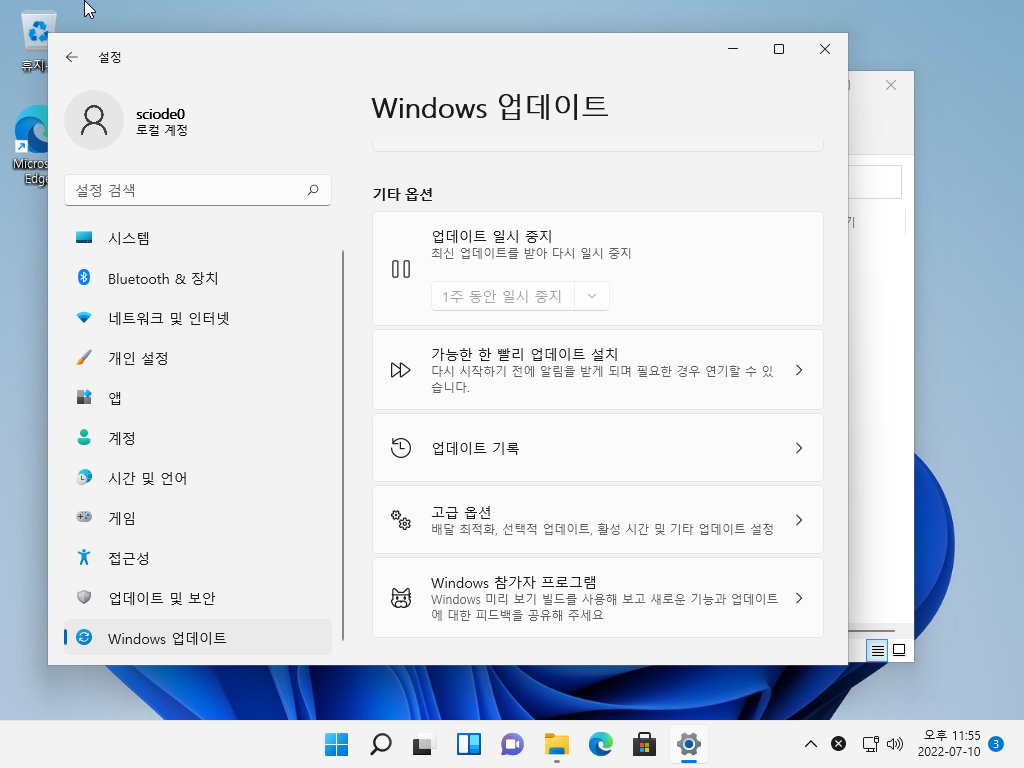 휴지
Micros
Edge
설정
sciode0
로컬 계정
설정 검색
시스템
Bluetooth & 장치
네트워크 및 인터넷
개인 설정
앱
계정
시간 및 언어
게임
접근성
업데이트 및 보안
Windows 업데이트
Windows 업데이트
기타 옵션
업데이트 일시 중지
최신 업데이트를 받아 다시 일시 중지
1주 동안 일시 중지
가능한 한 빨리 업데이트 설치
다시 시작하기 전에 알림을 받게 되며 필요한 경우 연기할 수 있
습니다.
업데이트 기록
고급 옵션
배달 최적화, 선택적 업데이트, 활성 시간 및 기타 업데이트 설정
Windows 참가자 프로그램
Windows 미리 보기 빌드를 사용해 보고 새로운 기능과 업데이트
에 대한 피드백을 공유해 주세요
기
오후 11:55
2022-07-10
3